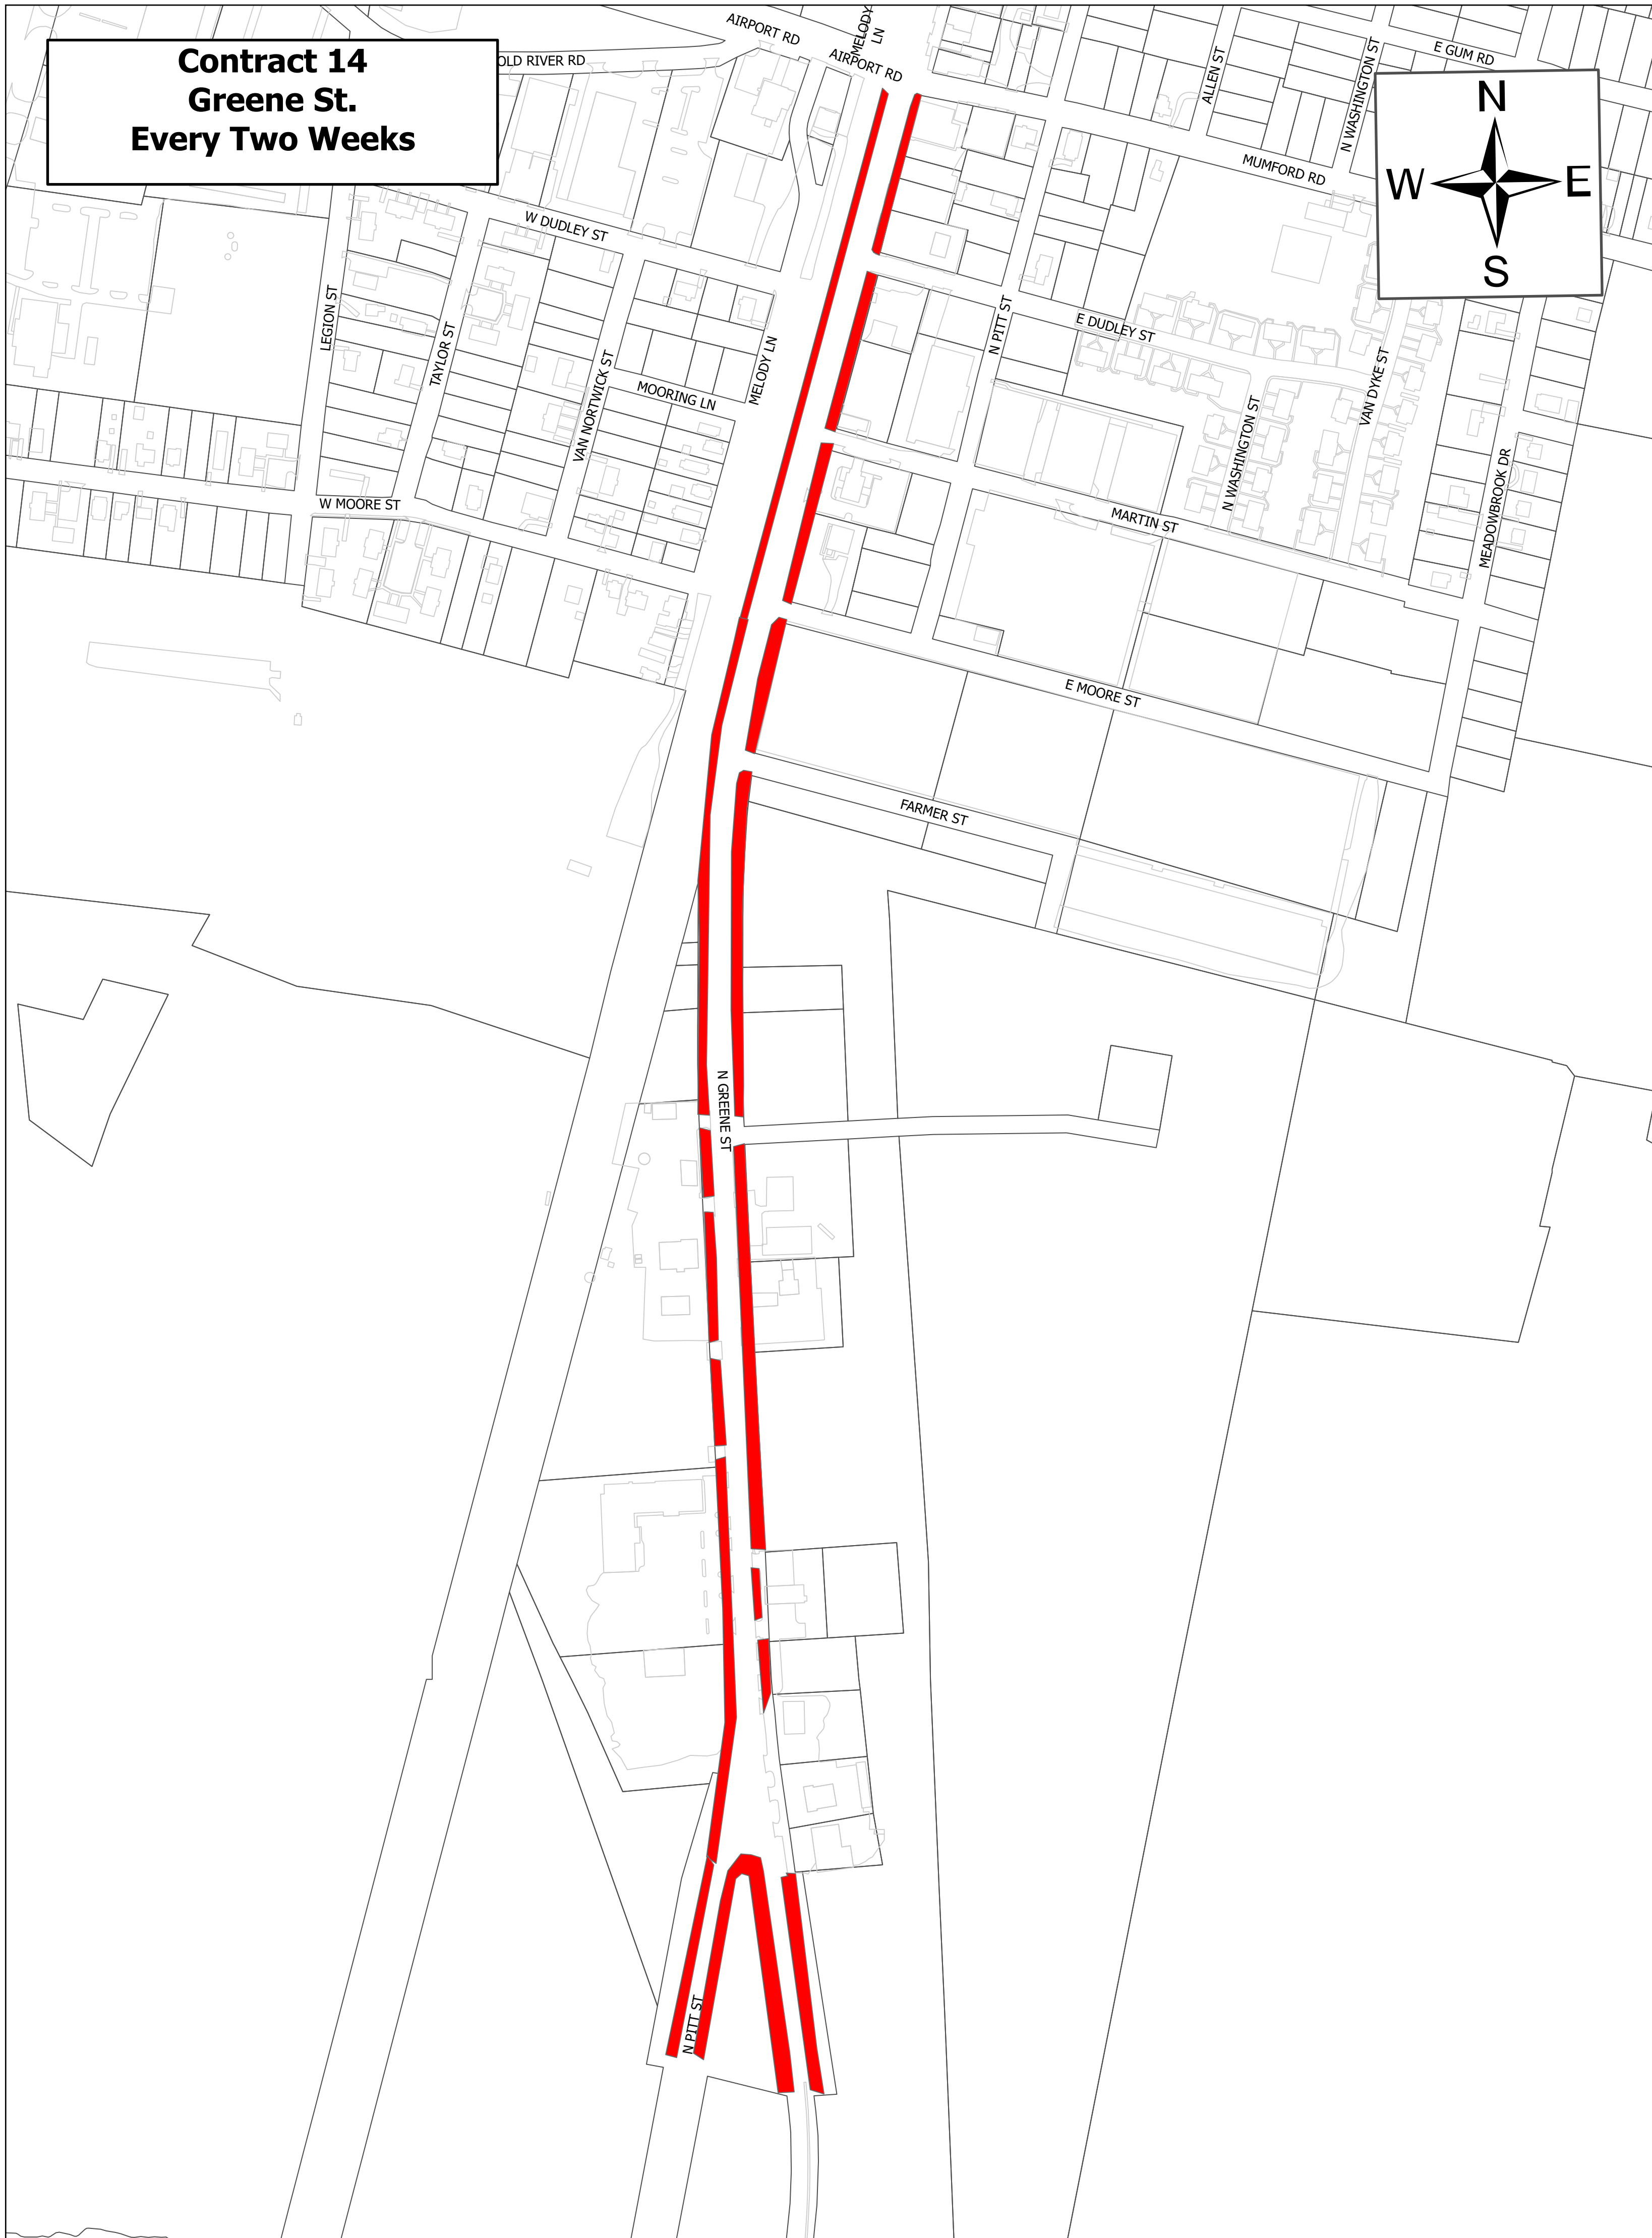 Contract 14
Greene St.
Every Two Weeks
OLD RIVER RD
AIRPORT RD
MELODY
LN
AIRPORT RD
ALLEN ST
N WASHINGTON ST
E GUM RD
MUMFORD RD
N
W
E
S
W DUDLEY ST
LEGION ST
TAYLOR ST
VAN NORTWICK ST
MOORING LN
MELODY LN
N PITT ST
E DUDLEY ST
N WASHINGTON ST
VAN DYKE ST
MEADOWBROOK DR
W MOORE ST
MARTIN ST
E MOORE ST
FARMER ST
N GREENE ST
N PITT ST